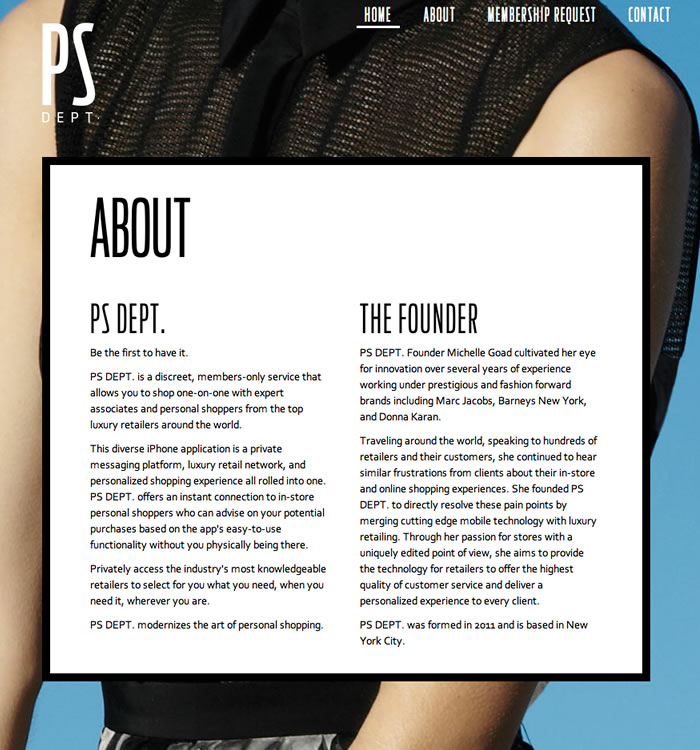 HOME ABOUT MEMBERSHIP REQUEST CONTACT
PS
DEPT.
ABOUT
PS DEPT.
Be the first to have it.
PS DEPT. is a discreet, members-only service that
allows you to shop one-on-one with expert
associates and personal shoppers from the top
luxury retailers around the world.
This diverse iPhone application is a private
messaging platform, luxury retail network, and
personalized shopping experience all rolled into one.
PS DEPT. offers an instant connection to in-store
personal shoppers who can advise on your potential
purchases based on the app's easy-to-use
functionality without you physically being there.
Privately access the industry's most knowledgeable
retailers to select for you what you need, when you
need it, wherever you are.
PS DEPT. modernizes the art of personal shopping.
THE FOUNDER
PS DEPT. Founder Michelle Goad cultivated her eye
for innovation over several years of experience
working under prestigious and fashion forward
brands including Marc Jacobs, Barneys New York,
and Donna Karan.
Traveling around the world, speaking to hundreds of
retailers and their customers, she continued to hear
similar frustrations from clients about their in-store
and online shopping experiences. She founded PS
DEPT. to directly resolve these pain points by
merging cutting edge mobile technology with luxury
retailing. Through her passion for stores with a
uniquely edited point of view, she aims to provide
the technology for retailers to offer the highest
quality of customer service and deliver a
personalized experience to every client.
PS DEPT. was formed in 2011 and is based in New
York City.